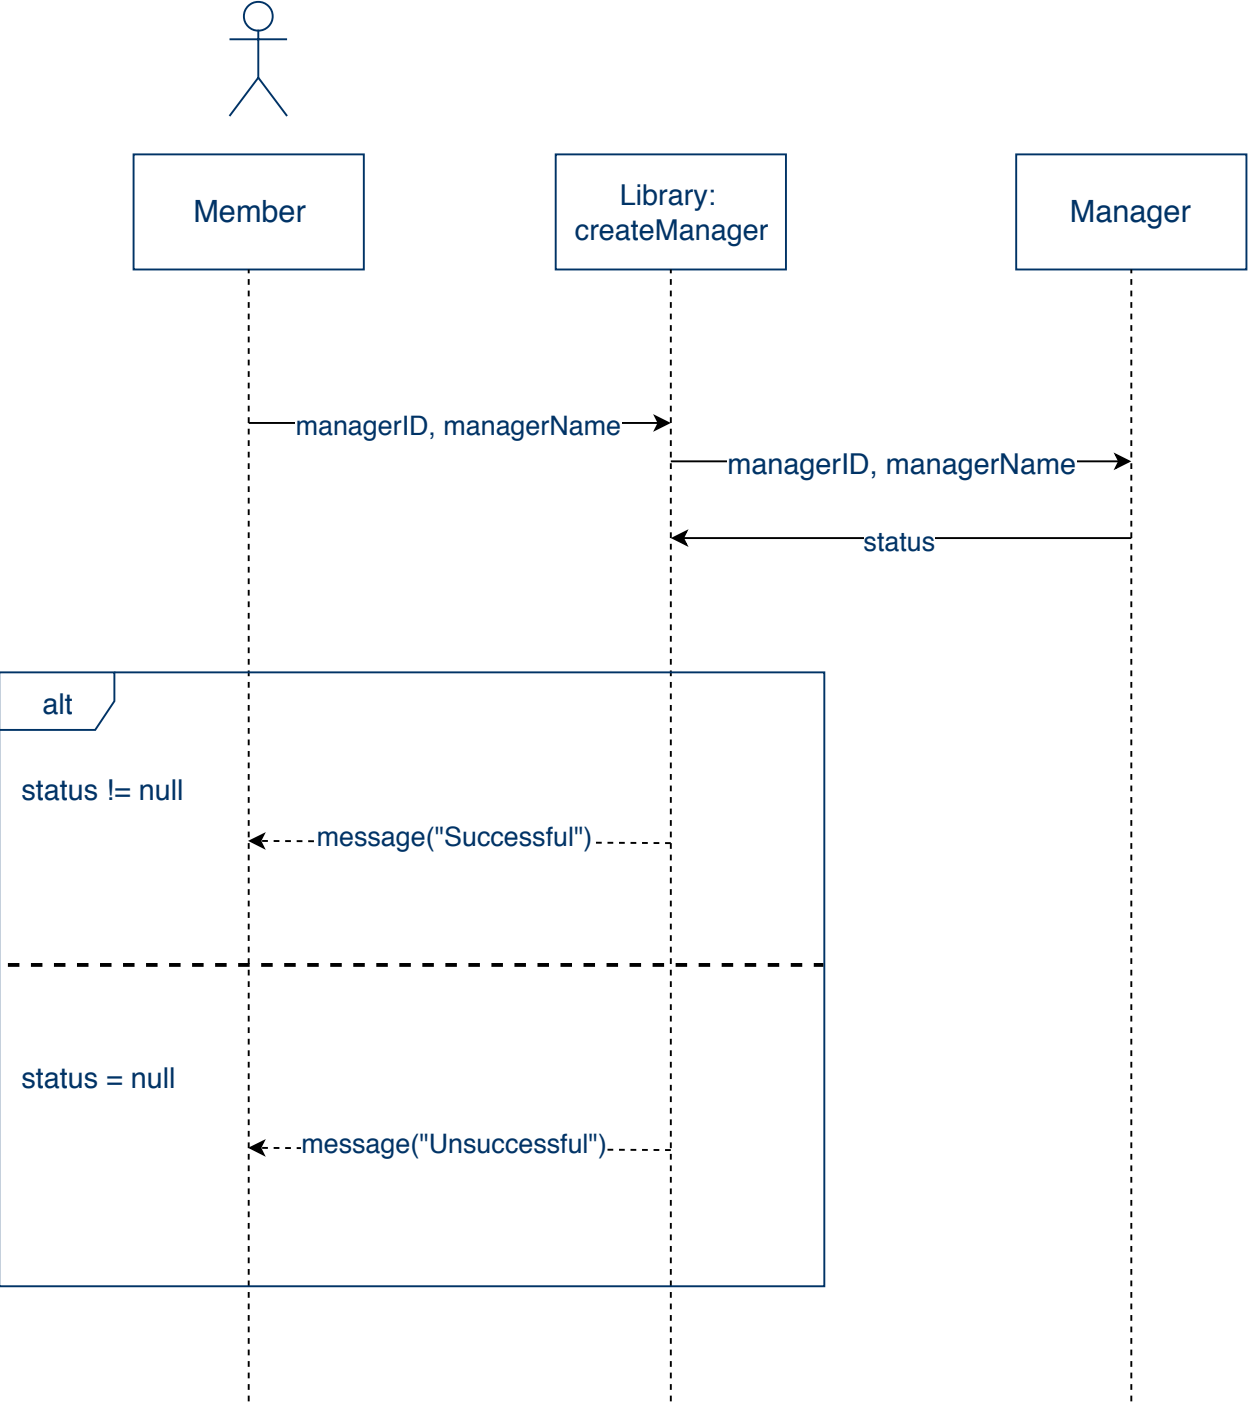 Member
Library:
createManager
Manager
managerID, managerName
managerID, managerName
status
alt
status != null
message("Successful")
status = null
message("Unsuccessful")